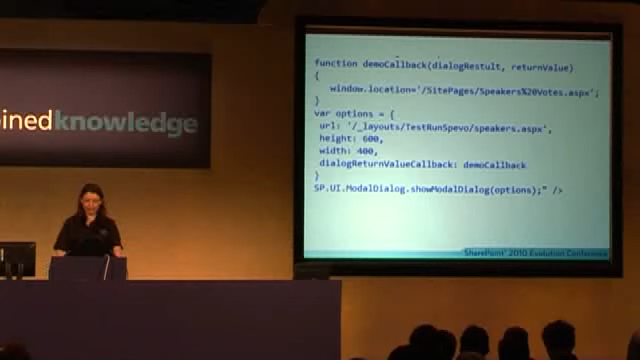 ined knowledge
function demoCallback(dialogRestult, returnValue)
{
window.location='/SitePages/Speakers%20Votes.aspx';
}
var options = {
url: '/_layouts/TestRunSpevo/speakers.aspx',
height: 600,
width: 400,
dialogReturnValueCallback: demoCallback
}
SP.UI.ModalDialog.showModalDialog(options);" />
SharePoint 2010 Evolution Conference